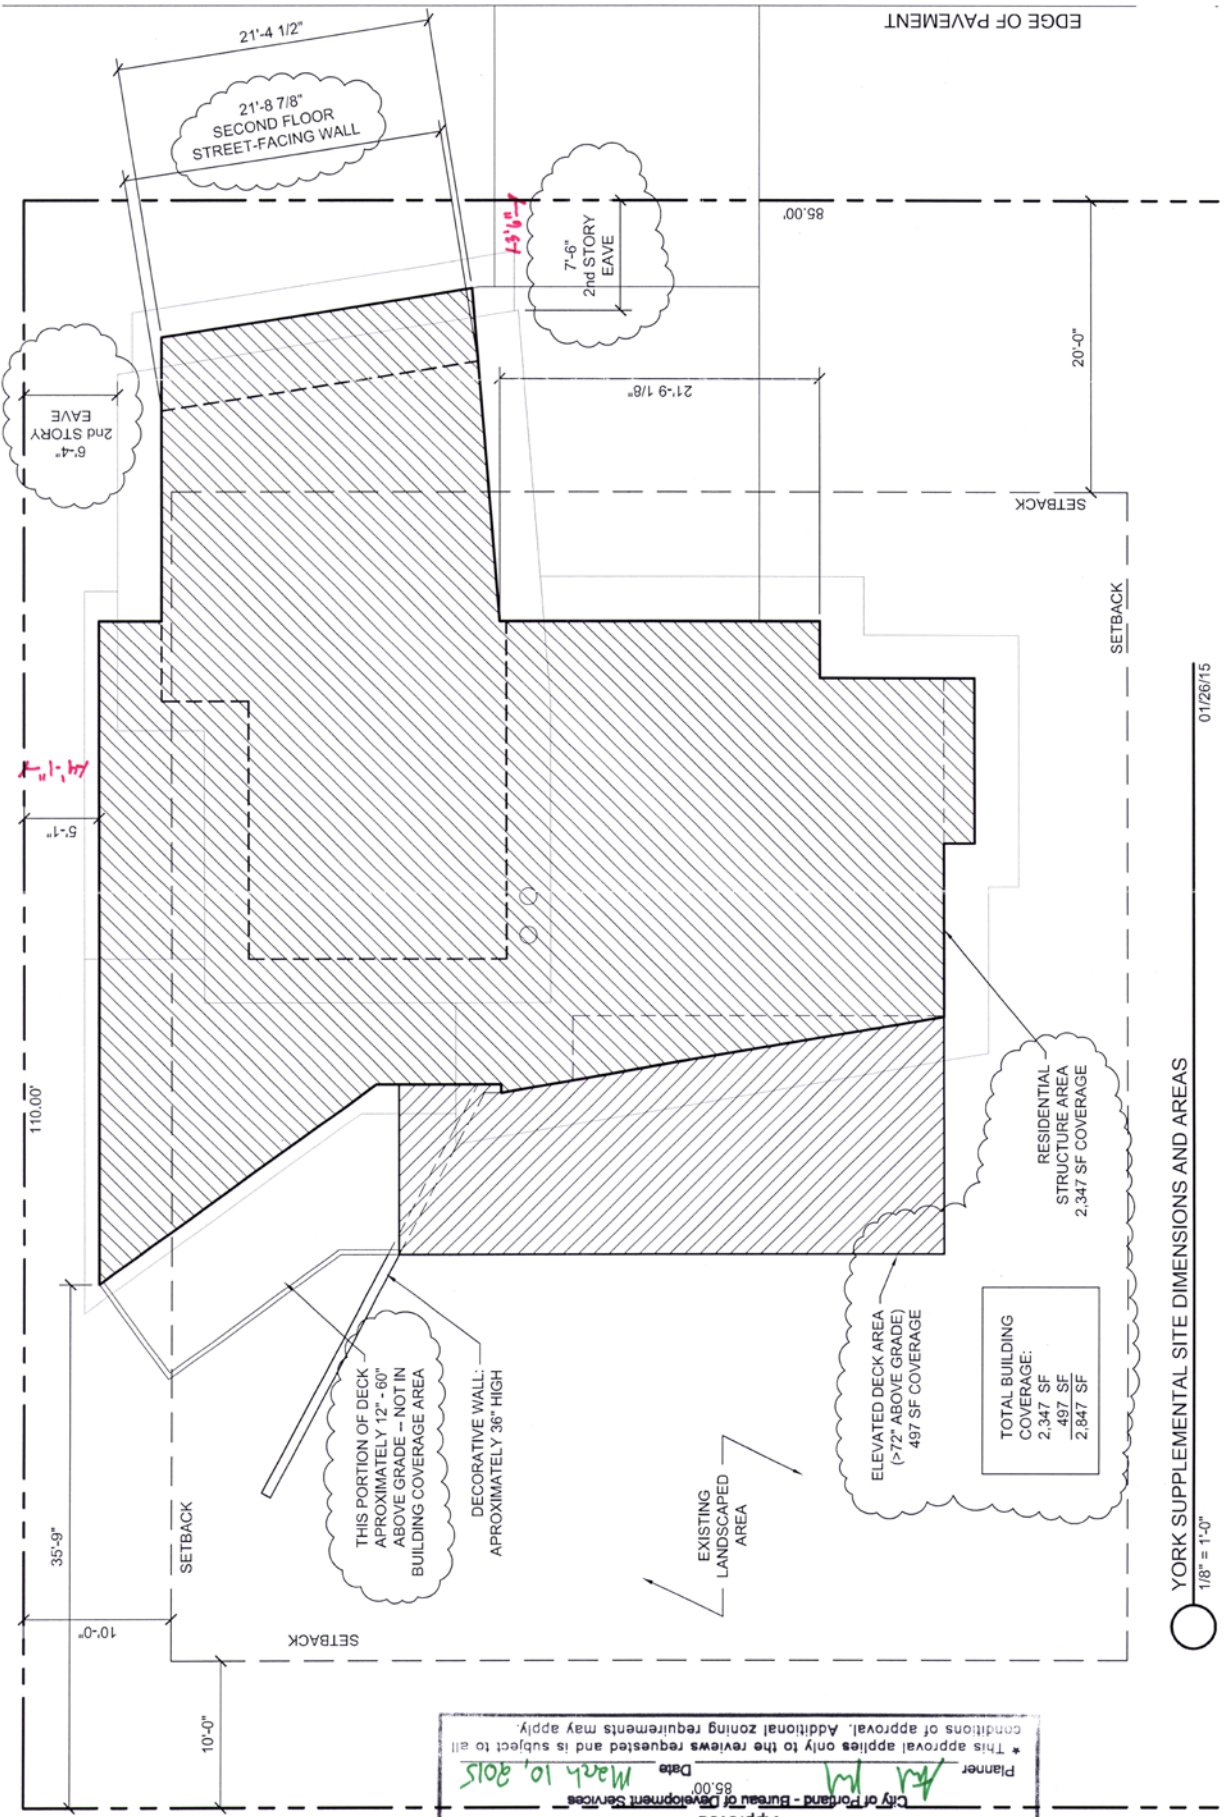 EDGE OF PAVEMENT
21'-4 1/2"
21'-8 7/8"
SECOND FLOOR
STREET-FACING WALL
7'-6"
2nd STORY
EAVE
85.00'
6'-4"
2nd STORY
EAVE
21'-9 1/8"
20'-0"
SETBACK
SETBACK
5'-1"
110.00'
35'-9"
SETBACK
10'-0"
SETBACK
10'-0"
THIS PORTION OF DECK
APROXIMATELY 12" - 60"
ABOVE GRADE -- NOT IN
BUILDING COVERAGE AREA
DECORATIVE WALL:
APROXIMATELY 36" HIGH
EXISTING
LANDSCAPED
AREA
ELEVATED DECK AREA
(>72" ABOVE GRADE)
497 SF COVERAGE
RESIDENTIAL
STRUCTURE AREA
2,347 SF COVERAGE
TOTAL BUILDING
COVERAGE:
2,347 SF
497 SF
2,847 SF
YORK SUPPLEMENTAL SITE DIMENSIONS AND AREAS
1/8" = 1'-0"
01/26/15
City of Portland - Bureau of Development Services
85.00'
Planner Date March 10, 2015
* This approval applies only to the reviews requested and is subject to all
conditions of approval. Additional zoning requirements may apply.